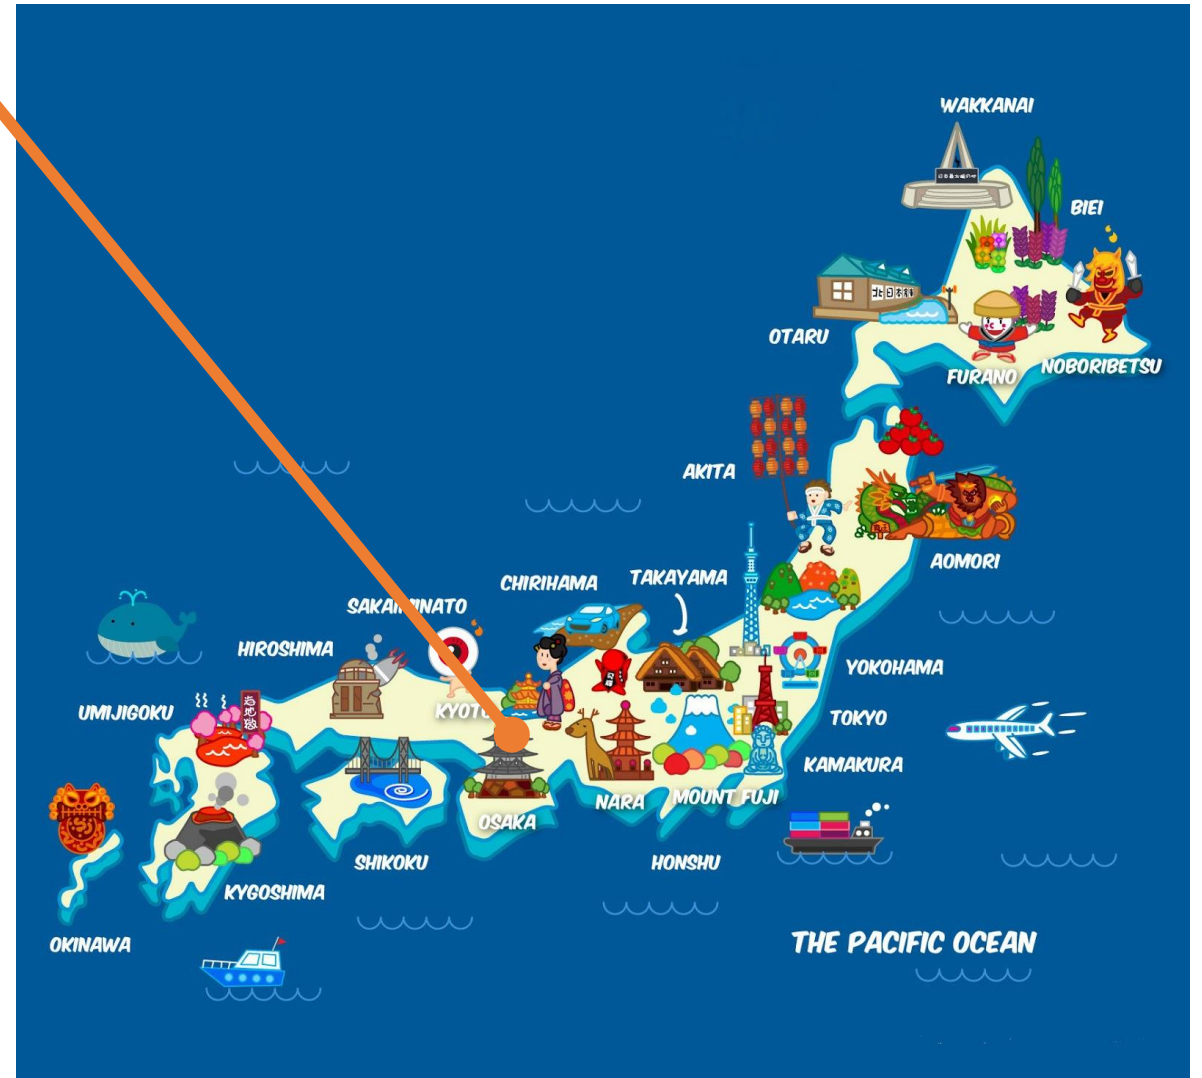 WAKKANAI
BIEI
OTARU
FURANO
NOBORIBETSU
AKITA
AOMORI
CHIRIHAMA
TAKAYAMA
HIROSHIMA
YOKOHAMA
UMIJIGOKU
KYOTO
TOKYO
KAMAKURA
NARA
MOUNT FUJI
OSAKA
SHIKOKU
HONSHU
KYGOSHIMA
OKINAWA
THE PACIFIC OCEAN